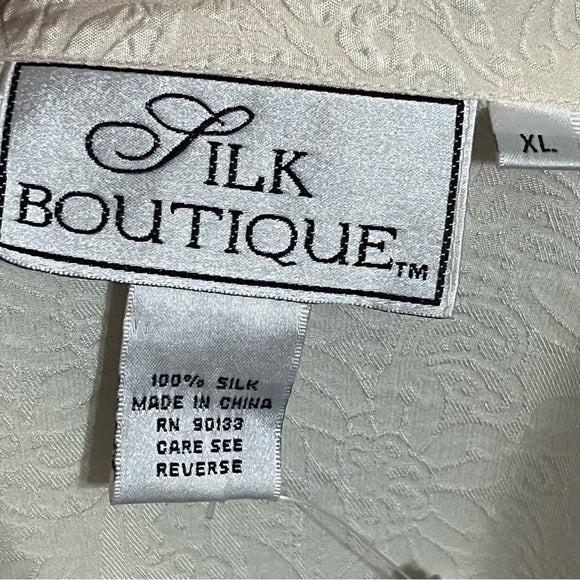 SILK
BOUTIQUE™
XL.
100% SILK
MADE IN CHINA
RN 90133
CARE SEE
REVERSE